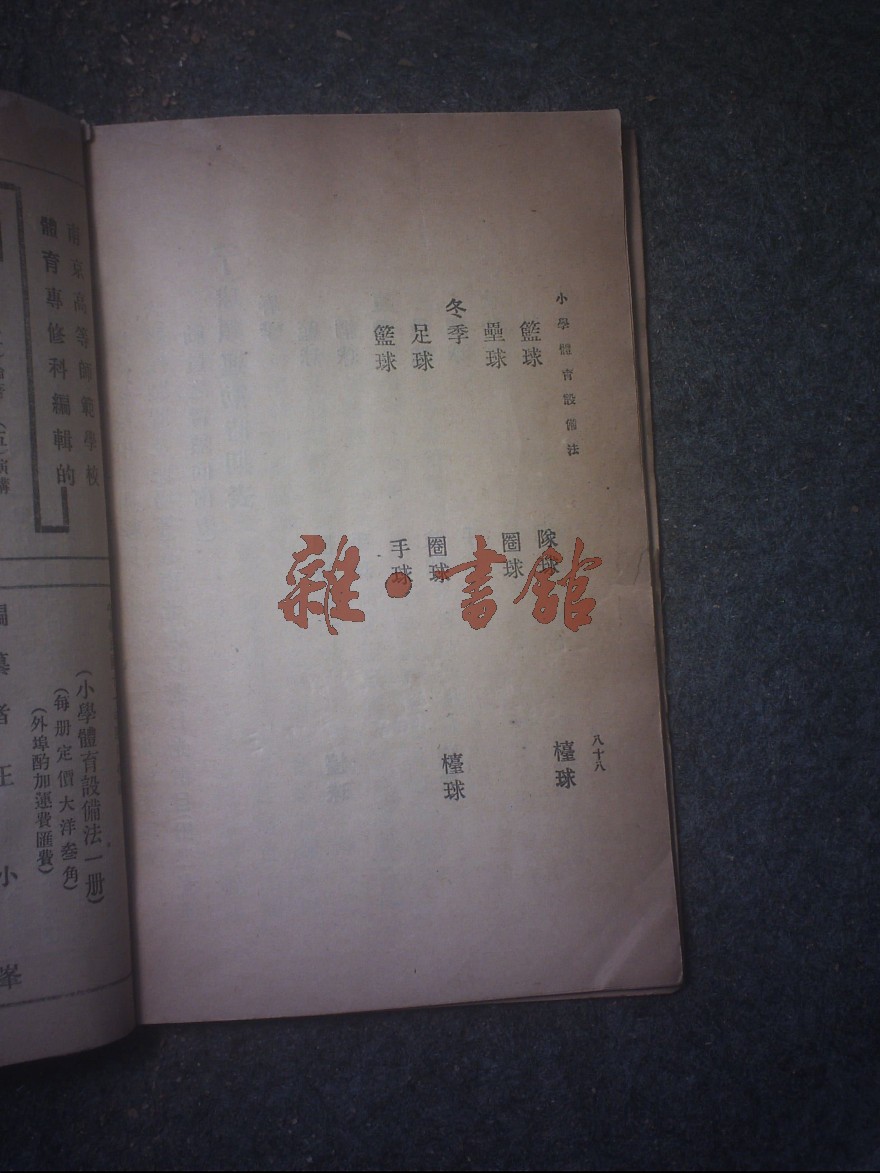 小學體育設備法
八十八
籃球
隊球
檯球
壘球
圈球
冬季
足球
圈球
檯球
籃球
手球
雜·書館
南京高等師範學校
體育專修科編輯的
(小學體育設備法一册)
(每册定價大洋叁角)
(外埠酌加運費匯費)